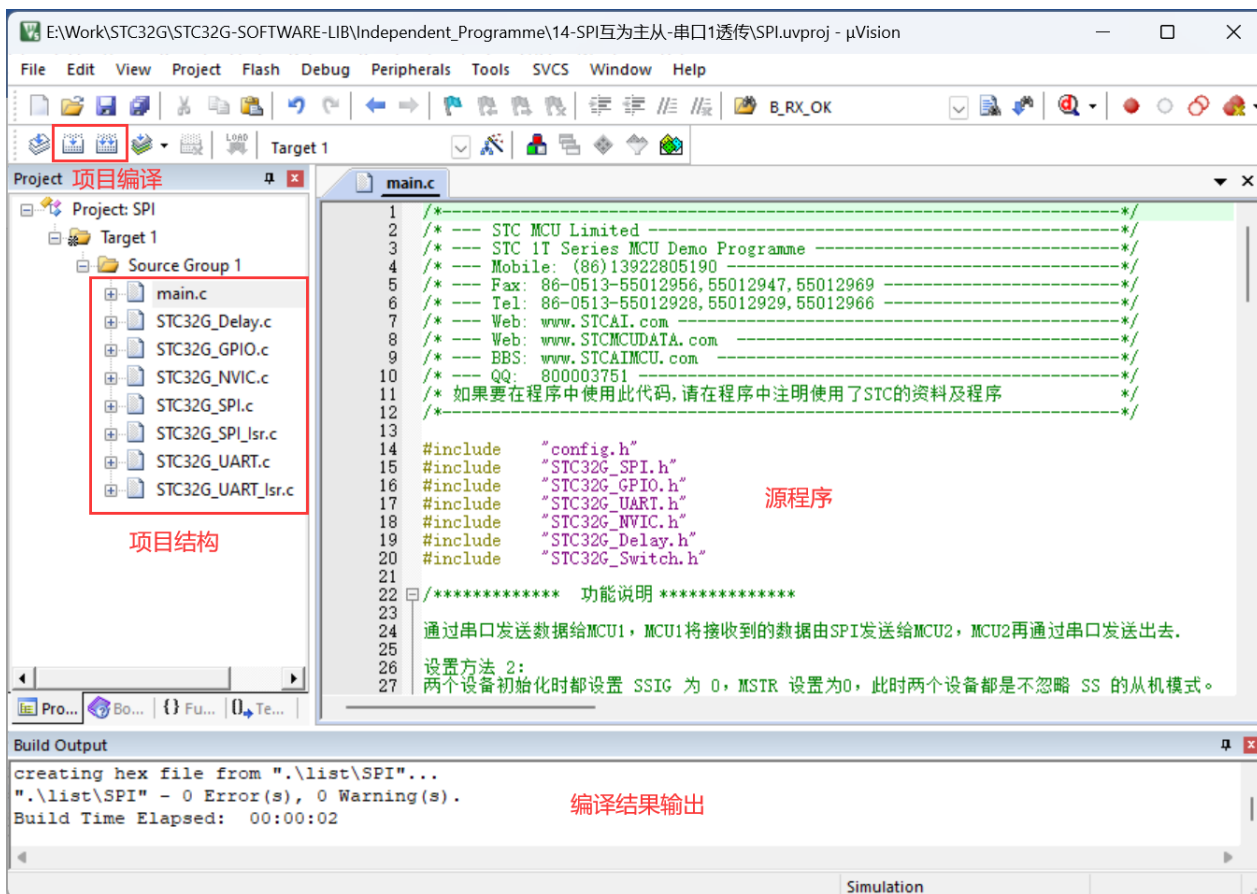 E:\Work\STC32G\STC32G-SOFTWARE-LIB\Independent_Programme\14-SPI互为主从-串口1透传\SPI.uvproj - µVision
File Edit View Project Flash Debug Peripherals Tools SVCS Window Help
B_RX_OK
LOAD Target 1
Project 项目编译
main.c
Project: SPI
Target 1
Source Group 1
main.c
STC32G_Delay.c
STC32G_GPIO.c
STC32G_NVIC.c
STC32G_SPI.c
STC32G_SPI_Isr.c
STC32G_UART.c
STC32G_UART_Isr.c
项目结构
Pro... Bo... {} Fu... Te...
1 /*---------------------------------------------------------------------*/
2 /* --- STC MCU Limited ------------------------------------------------*/
3 /* --- STC 1T Series MCU Demo Programme -------------------------------*/
4 /* --- Mobile: (86)13922805190 ----------------------------------------*/
5 /* --- Fax: 86-0513-55012956,55012947,55012969 ------------------------*/
6 /* --- Tel: 86-0513-55012928,55012929,55012966 ------------------------*/
7 /* --- Web: www.STCAI.com ---------------------------------------------*/
8 /* --- Web: www.STCMCUDATA.com  ---------------------------------------*/
9 /* --- BBS: www.STCAIMCU.com  -----------------------------------------*/
10 /* --- QQ:  800003751 -------------------------------------------------*/
11 /* 如果要在程序中使用此代码,请在程序中注明使用了STC的资料及程序            */
12 /*---------------------------------------------------------------------*/
13
14 #include    "config.h"
15 #include    "STC32G_SPI.h"
16 #include    "STC32G_GPIO.h"
17 #include    "STC32G_UART.h"
18 #include    "STC32G_NVIC.h"
19 #include    "STC32G_Delay.h"
20 #include    "STC32G_Switch.h"
源程序
21
22 /*************  功能说明 **************
23
24 通过串口发送数据给MCU1，MCU1将接收到的数据由SPI发送给MCU2，MCU2再通过串口发送出去.
25
26 设置方法 2:
27 两个设备初始化时都设置 SSIG 为 0，MSTR 设置为0，此时两个设备都是不忽略 SS 的从机模式。
Build Output
creating hex file from ".\list\SPI"...
".\list\SPI" - 0 Error(s), 0 Warning(s).
Build Time Elapsed:  00:00:02
编译结果输出
Simulation